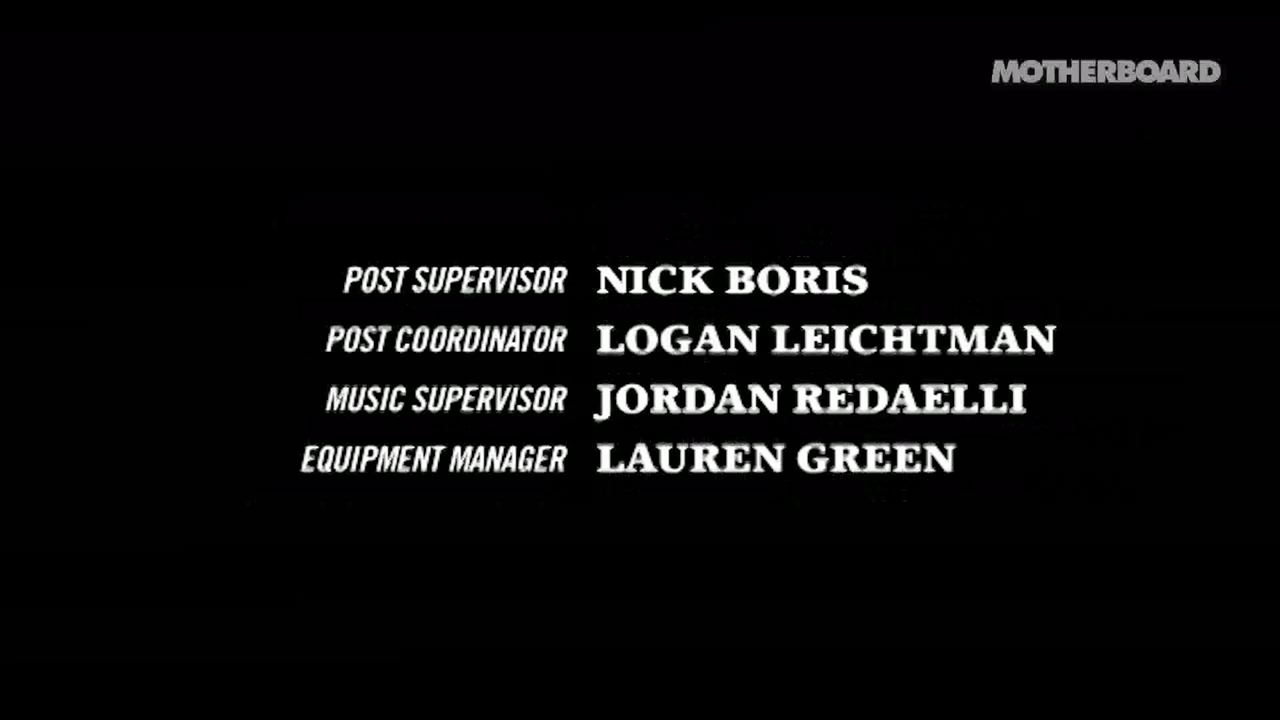 MOTHERBOARD
POST SUPERVISOR NICK BORIS
POST COORDINATOR LOGAN LEICHTMAN
MUSIC SUPERVISOR JORDAN REDAELLI
EQUIPMENT MANAGER LAUREN GREEN